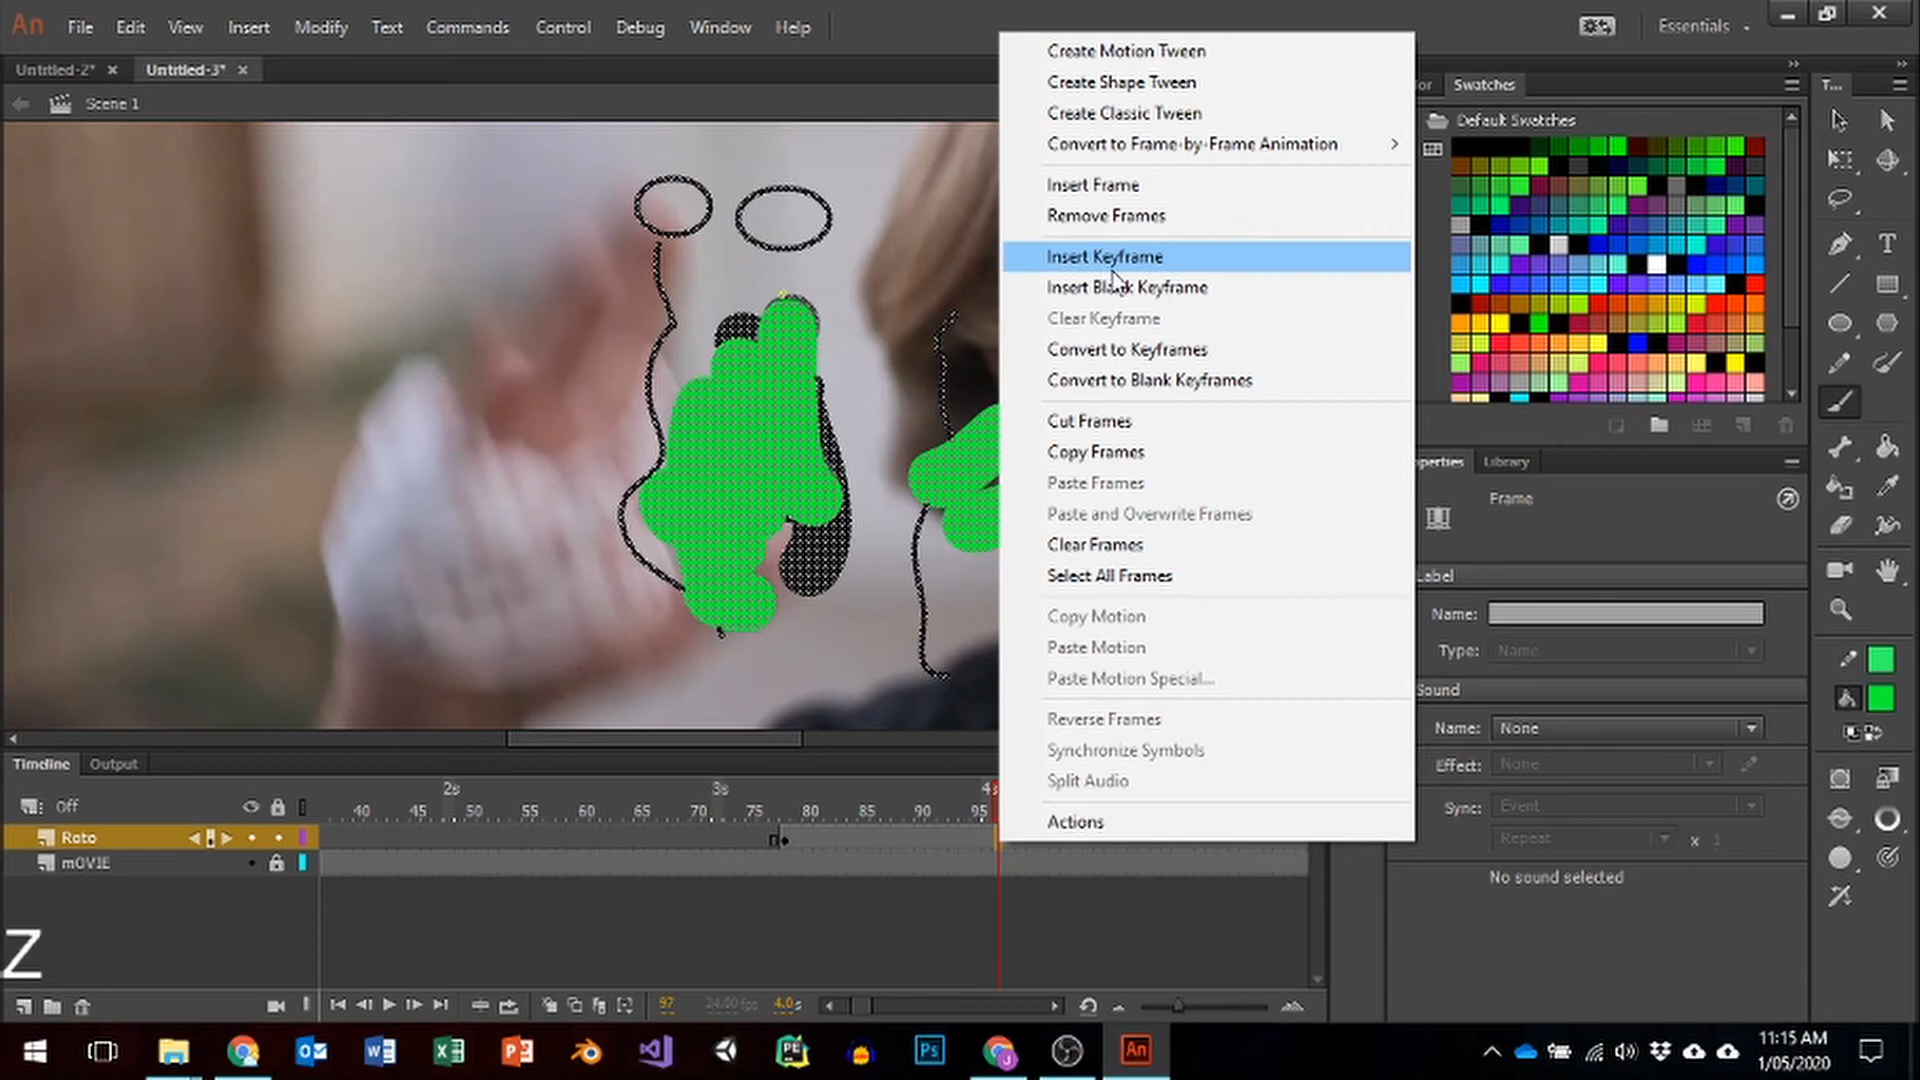 An File Edit View Insert Modify Text Commands Control Debug Window Help Essentials
Untitled-2* × Untitled-3* ×
Scene 1
Create Motion Tween
Create Shape Tween
Create Classic Tween
Convert to Frame-by-Frame Animation
Insert Frame
Remove Frames
Insert Keyframe
Insert Blank Keyframe
Clear Keyframe
Convert to Keyframes
Convert to Blank Keyframes
Cut Frames
Copy Frames
Paste Frames
Paste and Overwrite Frames
Clear Frames
Select All Frames
Copy Motion
Paste Motion
Paste Motion Special...
Reverse Frames
Synchronize Symbols
Split Audio
Actions
or Swatches T...
Default Swatches
operties Library
Frame
Label
Name:
Type: Name
Sound
Name: None
Effect: None
Sync: Event
Repeat x 1
No sound selected
Timeline Output
2s 3s 4s
Off 40 45 50 55 60 65 70 75 80 85 90 95
Roto
mOVIE
Z
97 24.00 fps 4.0s
11:15 AM
1/05/2020